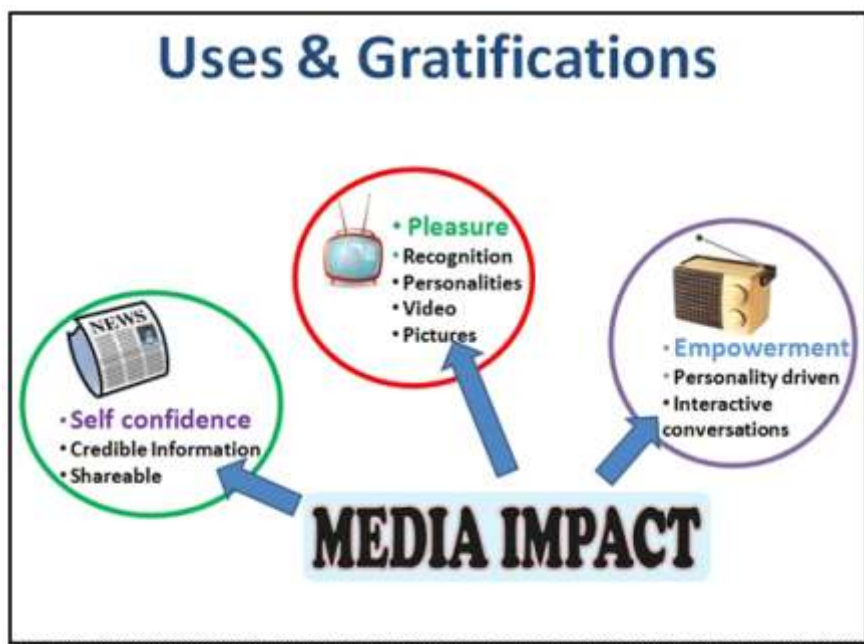 Uses & Gratifications
NEWS
• Self confidence
• Credible Information
• Shareable
• Pleasure
• Recognition
• Personalities
• Video
• Pictures
• Empowerment
• Personality driven
• Interactive
conversations
MEDIA IMPACT